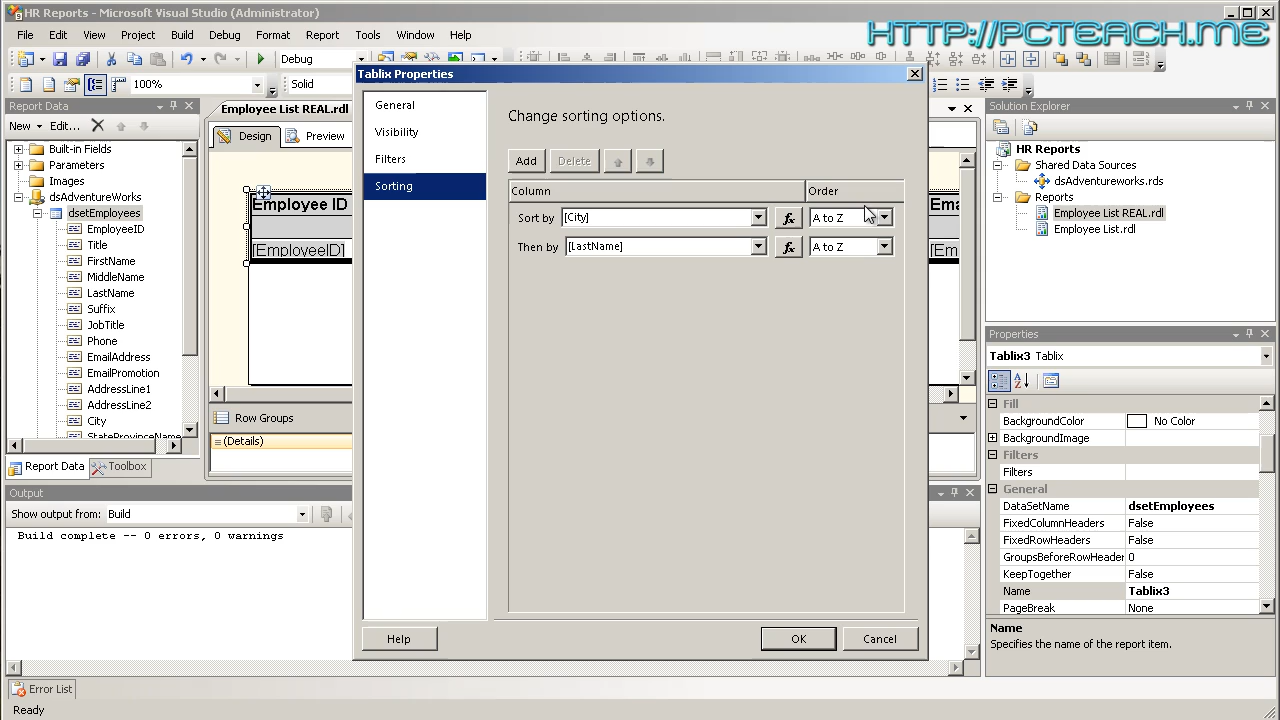 HR Reports - Microsoft Visual Studio (Administrator)
HTTP://PCTEACH.ME
File Edit View Project Build Format Report Window Help
Debug
100%
Solid
Report Data
New Edit...
Built-in Fields
Parameters
Images
dsAdventureWorks
dsetEmployees
EmployeeID
Title
FirstName
MiddleName
LastName
Suffix
JobTitle
Phone
EmailAddress
EmailPromotion
AddressLine1
AddressLine2
City
StateProvinceName
Report Data Toolbox
Employee List REAL.rdl
Design Preview
Employee ID
[EmployeeID]
Ema
[Em
Row Groups
(Details)
Tablix Properties
General
Visibility
Filters
Sorting
Change sorting options.
Add Delete
Column Order
Sort by [City] fx A to Z
Then by [LastName] fx A to Z
Help OK Cancel
Solution Explorer
HR Reports
Shared Data Sources
dsAdventureworks.rds
Reports
Employee List REAL.rdl
Employee List.rdl
Properties
Tablix3 Tablix
Fill
BackgroundColor No Color
BackgroundImage
Filters
Filters
General
DataSetName dsetEmployees
FixedColumnHeaders False
FixedRowHeaders False
GroupsBeforeRowHeader 0
KeepTogether False
Name Tablix3
PageBreak None
Name
Specifies the name of the report item.
Output
Show output from: Build
Build complete -- 0 errors, 0 warnings
Error List
Ready